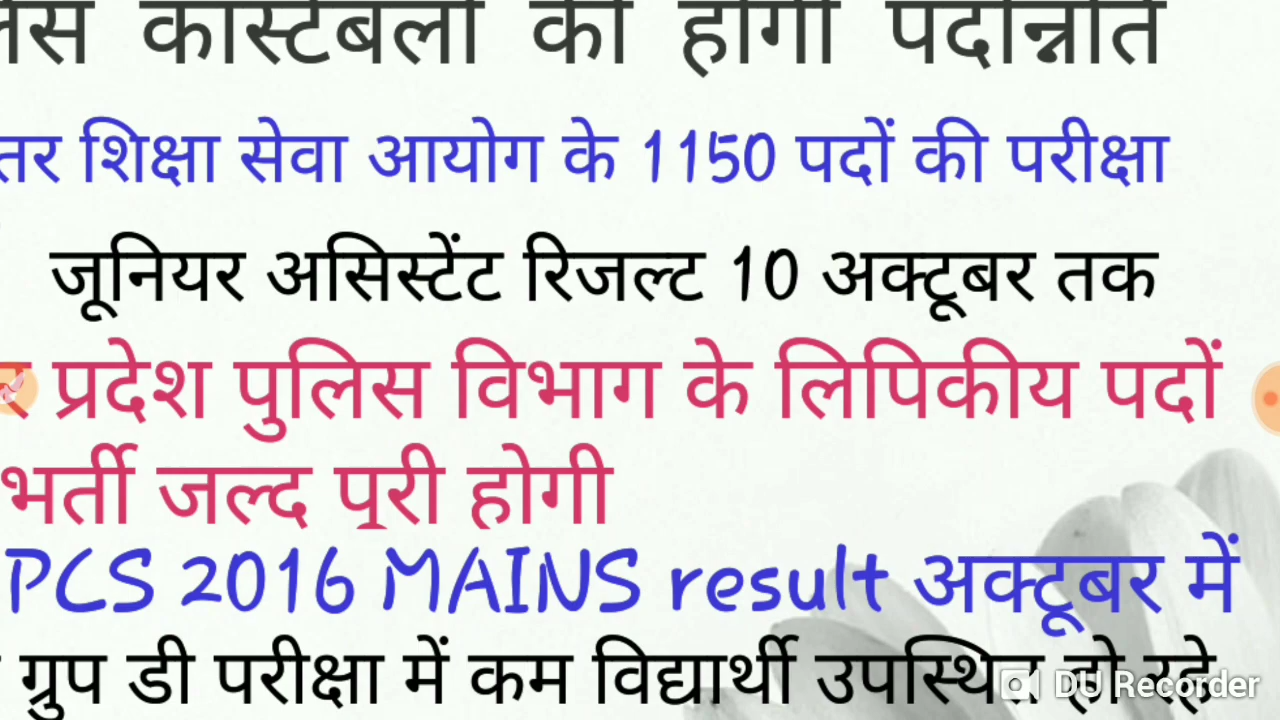 कांस्टेबलों की होगी पदोन्नति
शिक्षा सेवा आयोग के 1150 पदों की परीक्षा
जूनियर असिस्टेंट रिजल्ट 10 अक्टूबर तक
प्रदेश पुलिस विभाग के लिपिकीय पदों
भर्ती जल्द पूरी होगी
PCS 2016 MAINS result अक्टूबर में
ग्रुप डी परीक्षा में कम विद्यार्थी उपस्थित हो रहे
DU Recorder